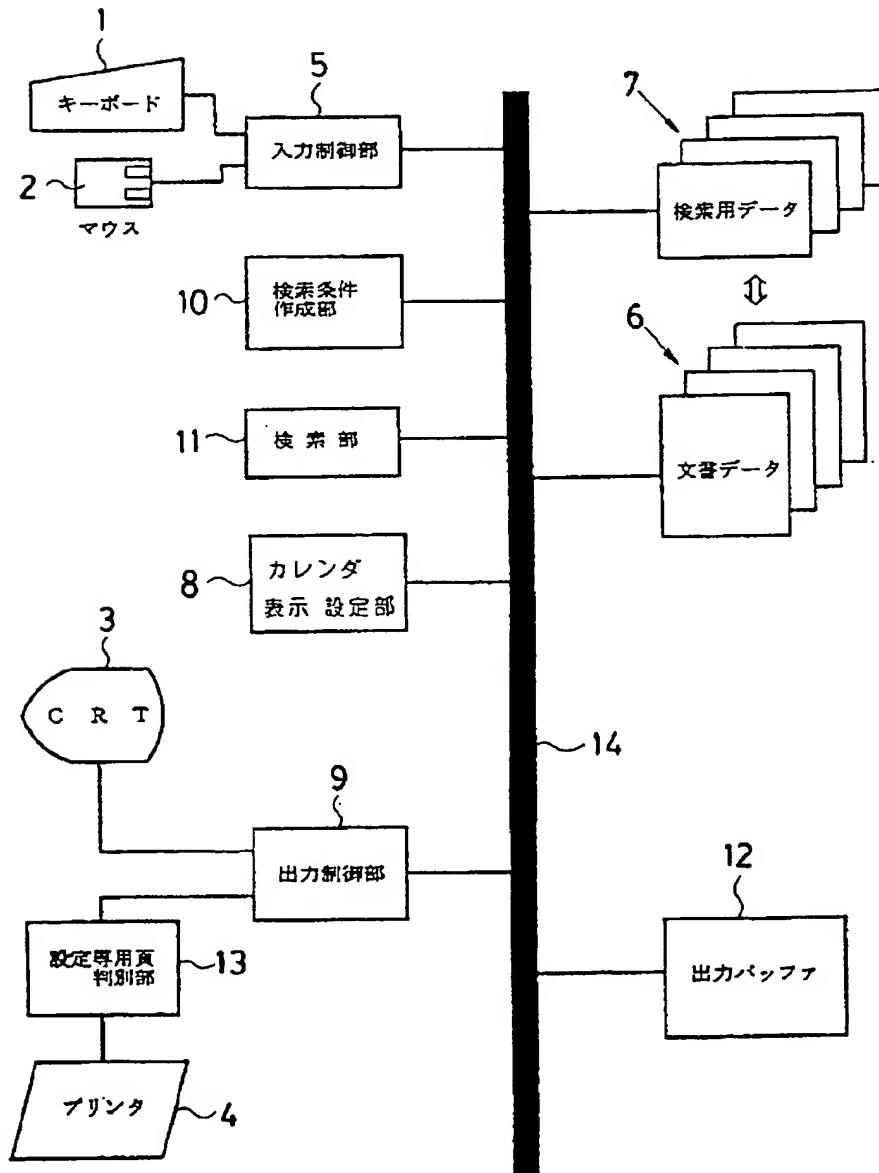 1
キーボード
2
マウス
5
入力制御部
7
検索用データ
10
検索条件
作成部
6
文書データ
11
検索部
8
カレンダ
表示 設定部
3
C R T
14
9
出力制御部
12
出力バッファ
設定専用頁
判別部
13
プリンタ
4